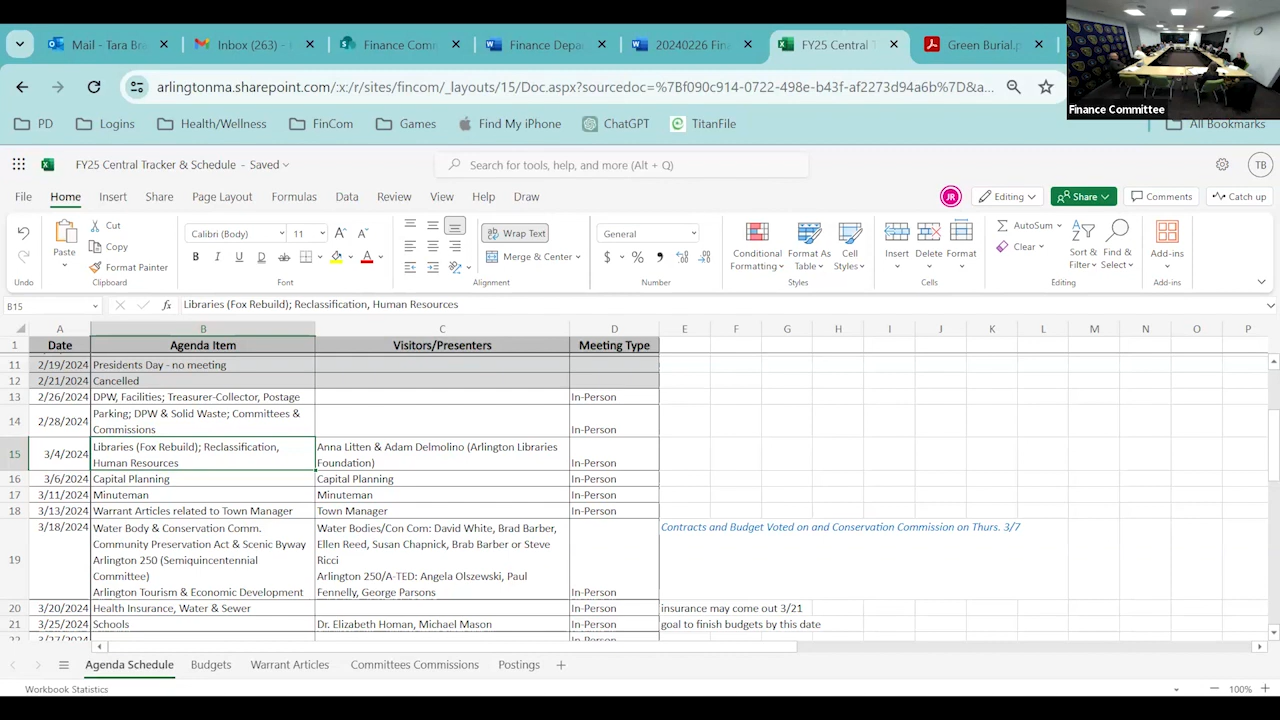 Mail - Tara Bra
Inbox (263) -
Finance Com
Finance Depa
20240226 Fina
FY25 Central T
Green Burial.p
arlingtonma.sharepoint.com/:x:/r/sites/fincom/_layouts/15/Doc.aspx?sourcedoc=%7Bf090c914-0722-498e-b43f-af2273d94a6b%7D&a...
Finance Committee
PD
Logins
Health/Wellness
FinCom
Games
Find My iPhone
ChatGPT
TitanFile
All Bookmarks
FY25 Central Tracker & Schedule - Saved
Search for tools, help, and more (Alt + Q)
TB
File Home Insert Share Page Layout Formulas Data Review View Help Draw
JR
Editing
Share
Comments
Catch up
Paste
Cut
Copy
Format Painter
Calibri (Body)
11
B I U D ab
Wrap Text
Merge & Center
General
$ % 9
Conditional Formatting
Format As Table
Cell Styles
Insert
Delete
Format
AutoSum
Clear
Sort & Filter
Find & Select
Add-ins
Undo
Clipboard
Font
Alignment
Number
Styles
Cells
Editing
Add-ins
B15
fx
Libraries (Fox Rebuild); Reclassification, Human Resources
A B C D E F G H I J K L M N O P
1 Date Agenda Item Visitors/Presenters Meeting Type
11 2/19/2024 Presidents Day - no meeting
12 2/21/2024 Cancelled
13 2/26/2024 DPW, Facilities; Treasurer-Collector, Postage In-Person
14 2/28/2024 Parking; DPW & Solid Waste; Committees &
Commissions In-Person
15 3/4/2024 Libraries (Fox Rebuild); Reclassification, Anna Litten & Adam Delmolino (Arlington Libraries
Human Resources Foundation) In-Person
16 3/6/2024 Capital Planning Capital Planning In-Person
17 3/11/2024 Minuteman Minuteman In-Person
18 3/13/2024 Warrant Articles related to Town Manager Town Manager In-Person
19 3/18/2024 Water Body & Conservation Comm. Water Bodies/Con Com: David White, Brad Barber, Contracts and Budget Voted on and Conservation Commission on Thurs. 3/7
Community Preservation Act & Scenic Byway Ellen Reed, Susan Chapnick, Brab Barber or Steve
Arlington 250 (Semiquincentennial Ricci
Committee) Arlington 250/A-TED: Angela Olszewski, Paul
Arlington Tourism & Economic Development Fennelly, George Parsons In-Person
20 3/20/2024 Health Insurance, Water & Sewer In-Person insurance may come out 3/21
21 3/25/2024 Schools Dr. Elizabeth Homan, Michael Mason In-Person goal to finish budgets by this date
22 3/27/2024 In-Person
Agenda Schedule Budgets Warrant Articles Committees Commissions Postings
Workbook Statistics
100%